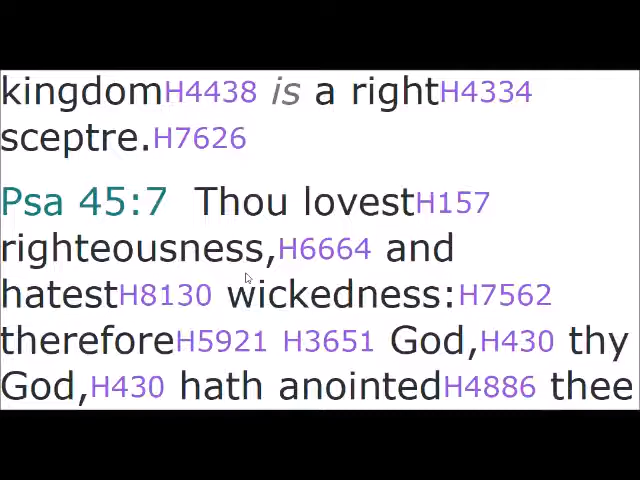 kingdomH4438 is a rightH4334
sceptre.H7626
Psa 45:7 Thou lovestH157
righteousness,H6664 and
hatestH8130 wickedness:H7562
thereforeH5921 H3651 God,H430 thy
God,H430 hath anointedH4886 thee